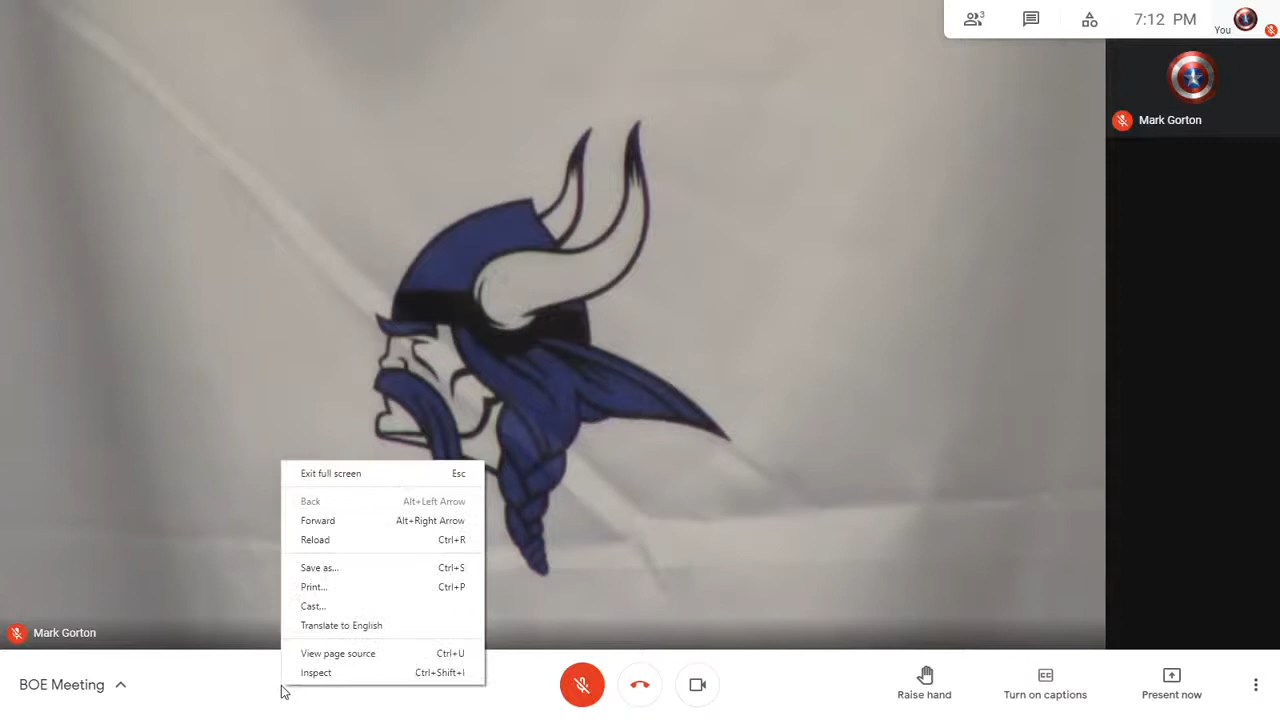 3
7:12 PM
You
Mark Gorton
Exit full screen Esc
Back Alt+Left Arrow
Forward Alt+Right Arrow
Reload Ctrl+R
Save as... Ctrl+S
Print... Ctrl+P
Cast...
Translate to English
View page source Ctrl+U
Inspect Ctrl+Shift+I
Mark Gorton
BOE Meeting
CC
Raise hand
Turn on captions
Present now